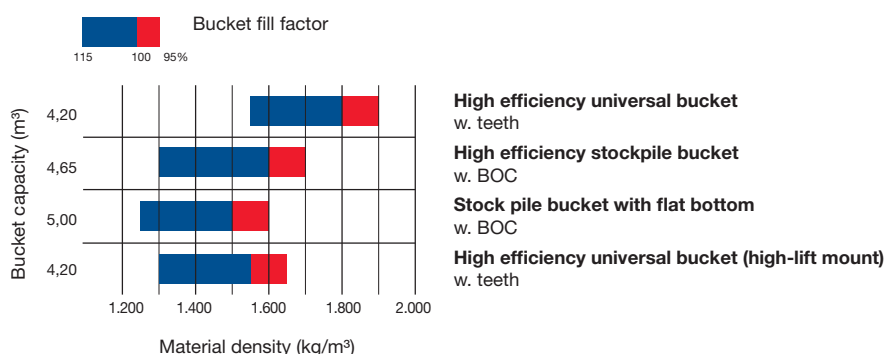 Bucket fill factor
115 100 95%
Bucket capacity (m³)
4,20
High efficiency universal bucket
w. teeth
4,65
High efficiency stockpile bucket
w. BOC
5,00
Stock pile bucket with flat bottom
w. BOC
4,20
High efficiency universal bucket (high-lift mount)
w. teeth
1.200 1.400 1.600 1.800 2.000
Material density (kg/m³)